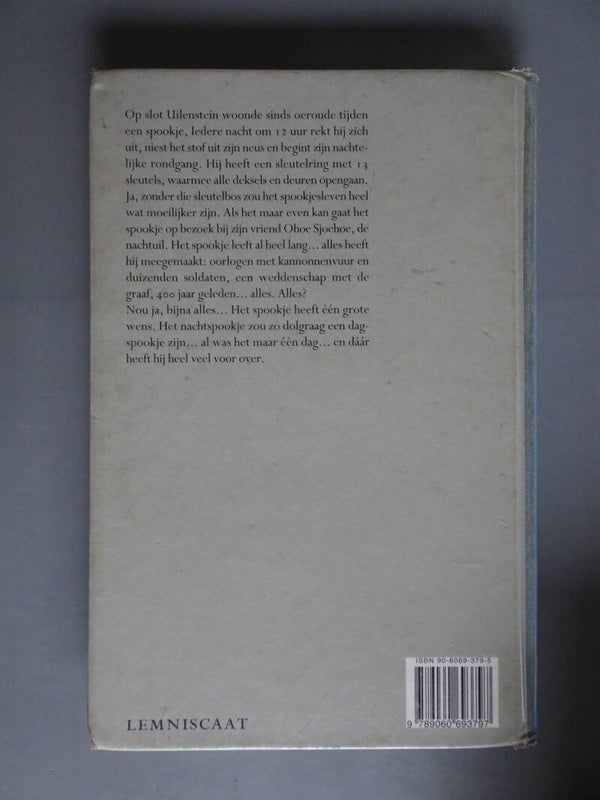 Op slot Uilenstein woonde sinds oeroude tijden
een spookje, Iedere nacht om 12 uur rekt hij zich
uit, niest het stof uit zijn neus en begint zijn nachte-
lijke rondgang. Hij heeft een sleutelring met 13
sleutels, waarmee alle deksels en deuren opengaan.
Ja, zonder die sleutelbos zou het spookjesleven heel
wat moeilijker zijn. Als het maar even kan gaat het
spookje op bezoek bij zijn vriend Ohoe Sjoehoe, de
nachtuil. Het spookje leeft al heel lang... alles heeft
hij meegemaakt: oorlogen met kannonnenvuur en
duizenden soldaten, een weddenschap met de
graaf, 400 jaar geleden... alles. Alles?
Nou ja, bijna alles... Het spookje heeft één grote
wens. Het nachtspookje zou zo dolgraag een dag-
spookje zijn... al was het maar één dag... en dáár
heeft hij heel veel voor over.
ISBN 90-6069-379-5
9 789060 693797
LEMNISCAAT